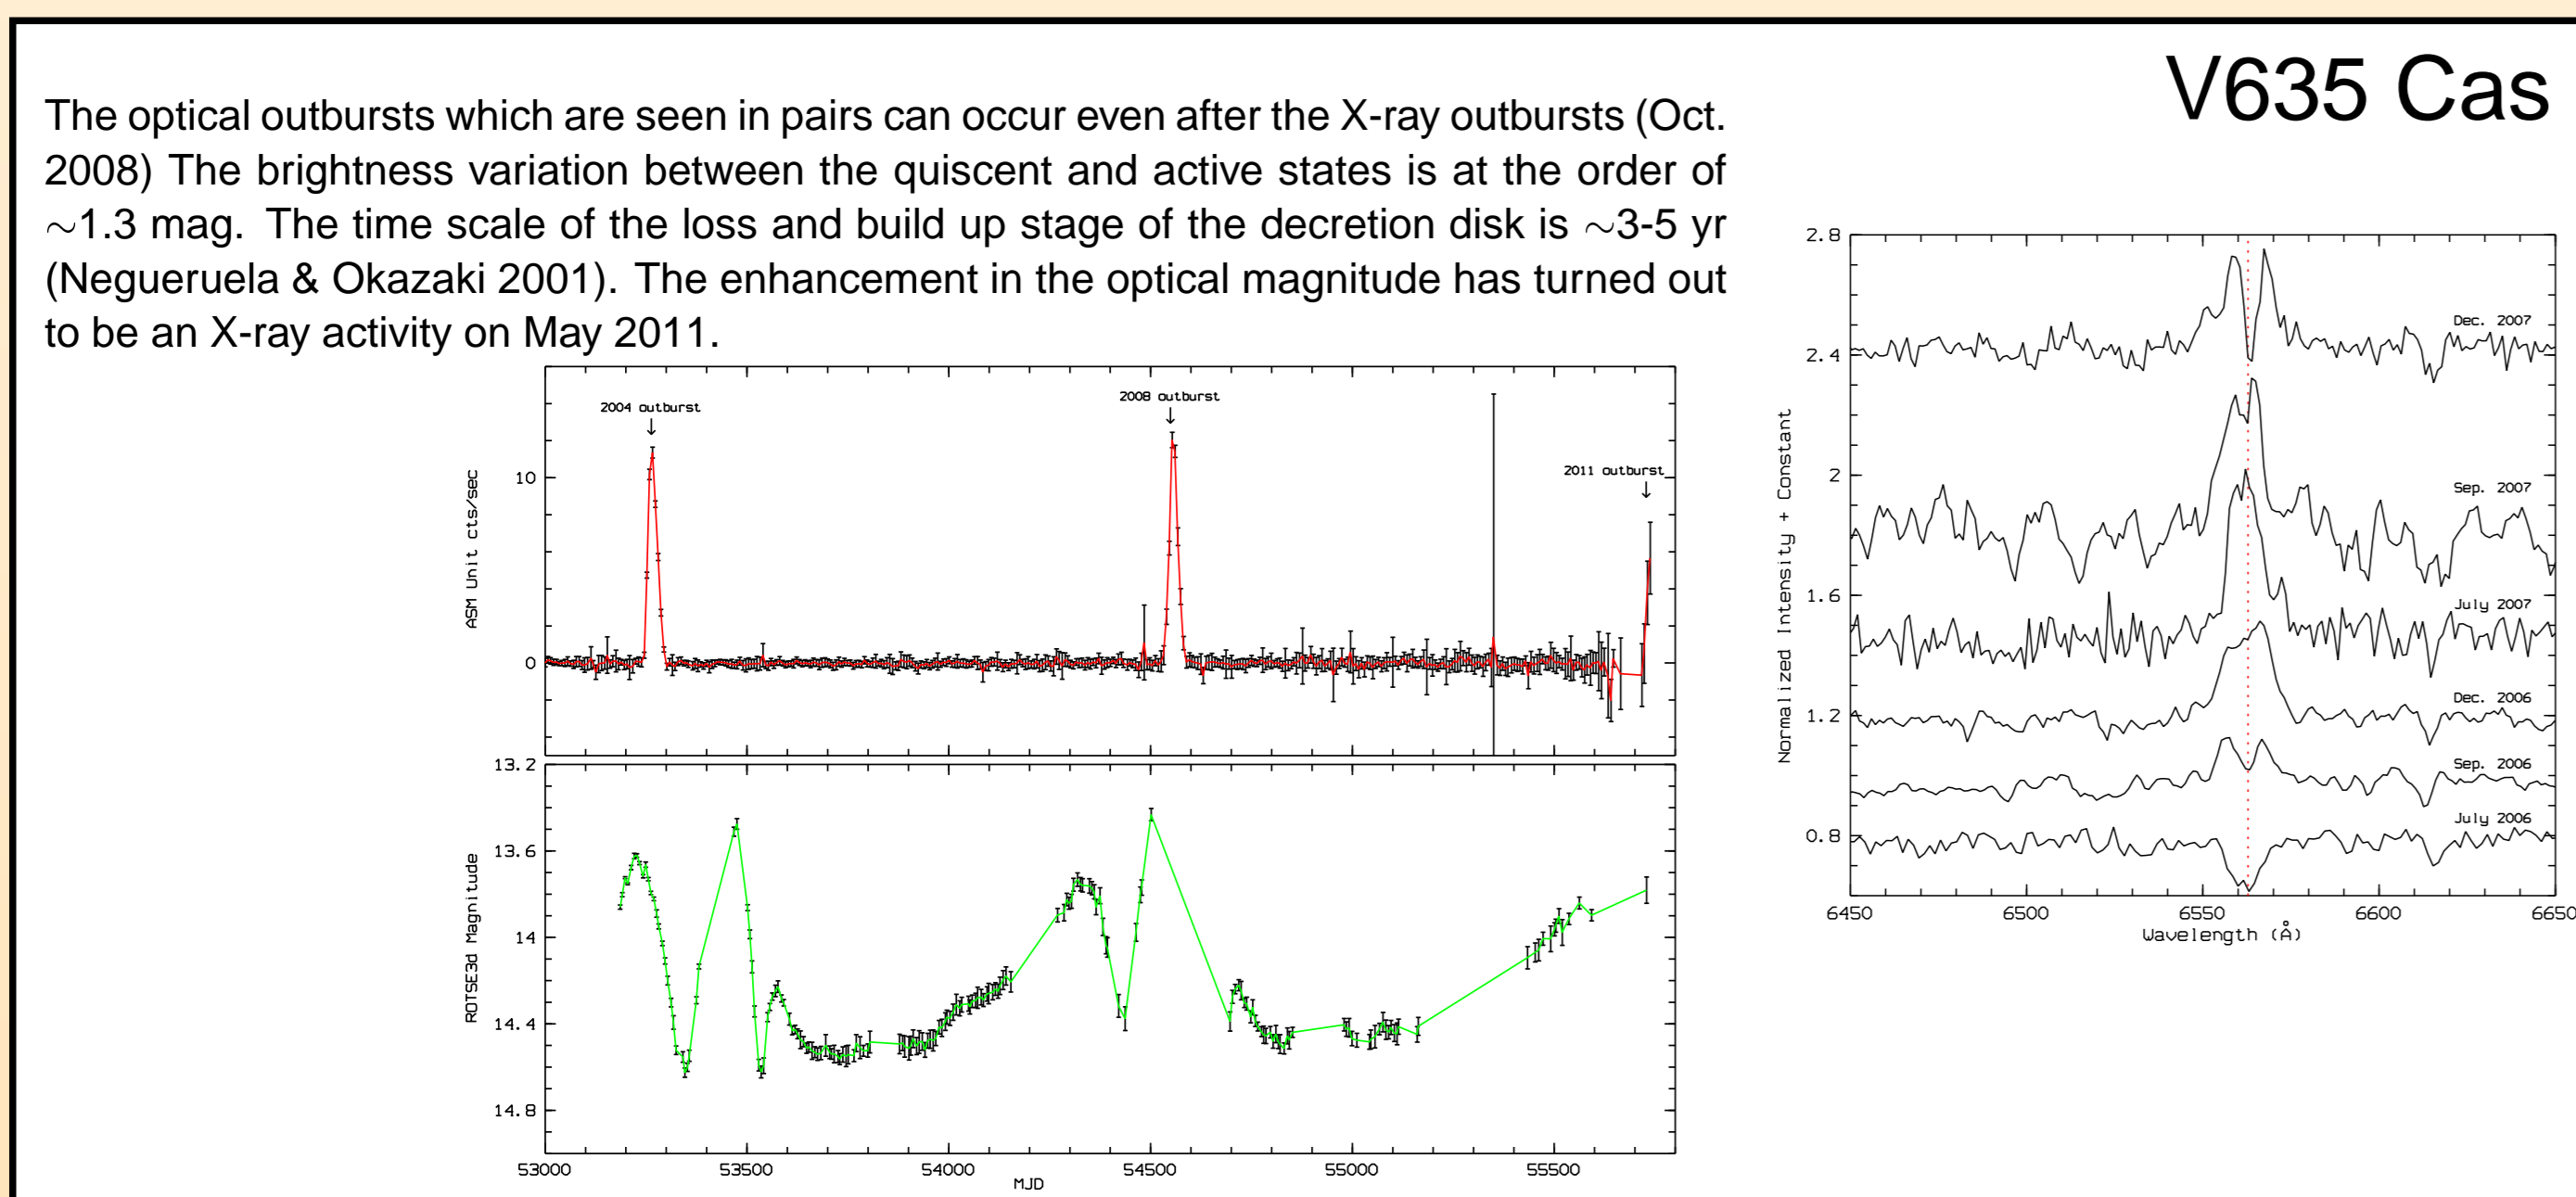 V635 Cas
The optical outbursts which are seen in pairs can occur even after the X-ray outbursts (Oct.
2008) The brightness variation between the quiscent and active states is at the order of
∼1.3 mag. The time scale of the loss and build up stage of the decretion disk is ∼3-5 yr
(Negueruela & Okazaki 2001). The enhancement in the optical magnitude has turned out
to be an X-ray activity on May 2011.
2004 outburst
2008 outburst
2011 outburst
ASM Unit cts/sec
10
0
ROTSE3d Magnitude
13.2
13.6
14
14.4
14.8
53000 53500 54000 54500 55000 55500
MJD
Normalized Intensity + Constant
2.8
2.4
2
1.6
1.2
0.8
Dec. 2007
Sep. 2007
July 2007
Dec. 2006
Sep. 2006
July 2006
6450 6500 6550 6600 6650
Wavelength (Å)